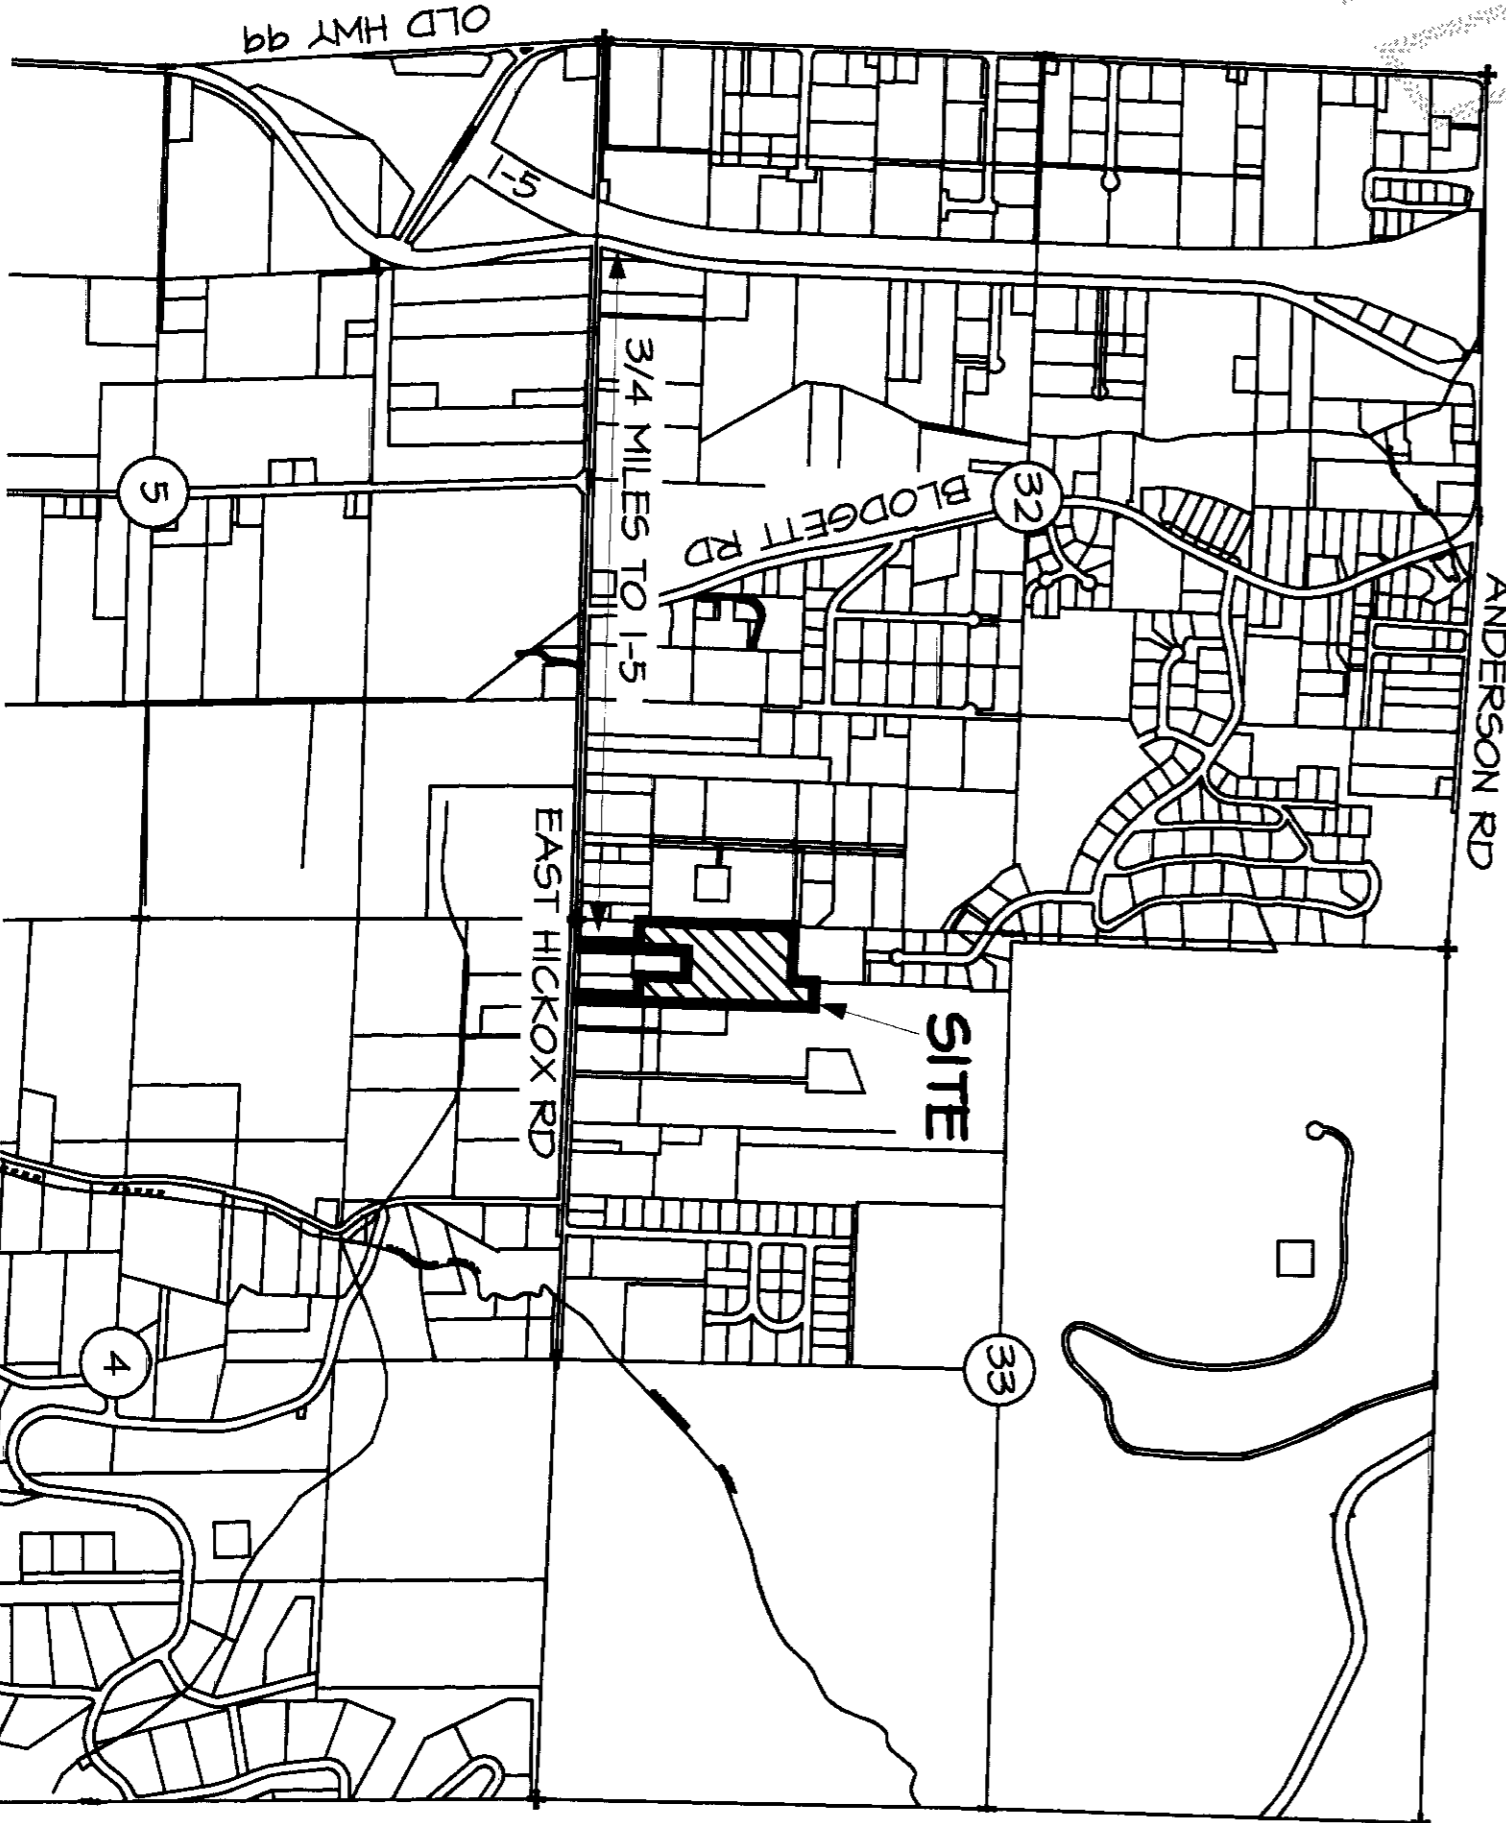 OLD HWY 99
I-5
3/4 MILES TO I-5
5
32
BLODGETT RD
ANDERSON RD
EAST HICKOX RD
SITE
33
4